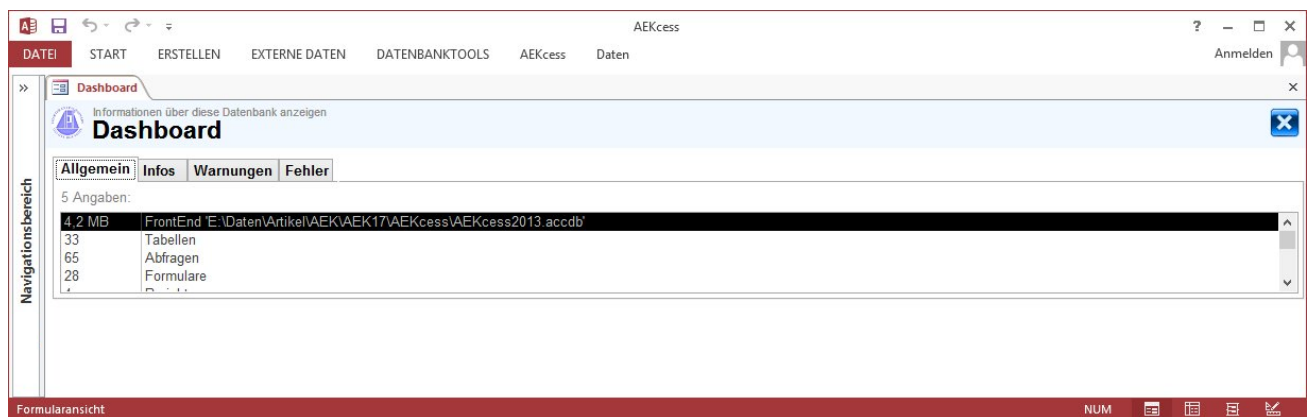 AEKcess
?
DATEI START ERSTELLEN EXTERNE DATEN DATENBANKTOOLS AEKcess Daten Anmelden
» Dashboard
Informationen über diese Datenbank anzeigen
Dashboard
Allgemein Infos Warnungen Fehler
5 Angaben:
4,2 MB FrontEnd 'E:\Daten\Artikel\AEK\AEK17\AEKcess\AEKcess2013.accdb'
33 Tabellen
65 Abfragen
28 Formulare
Navigationsbereich
Formularansicht NUM